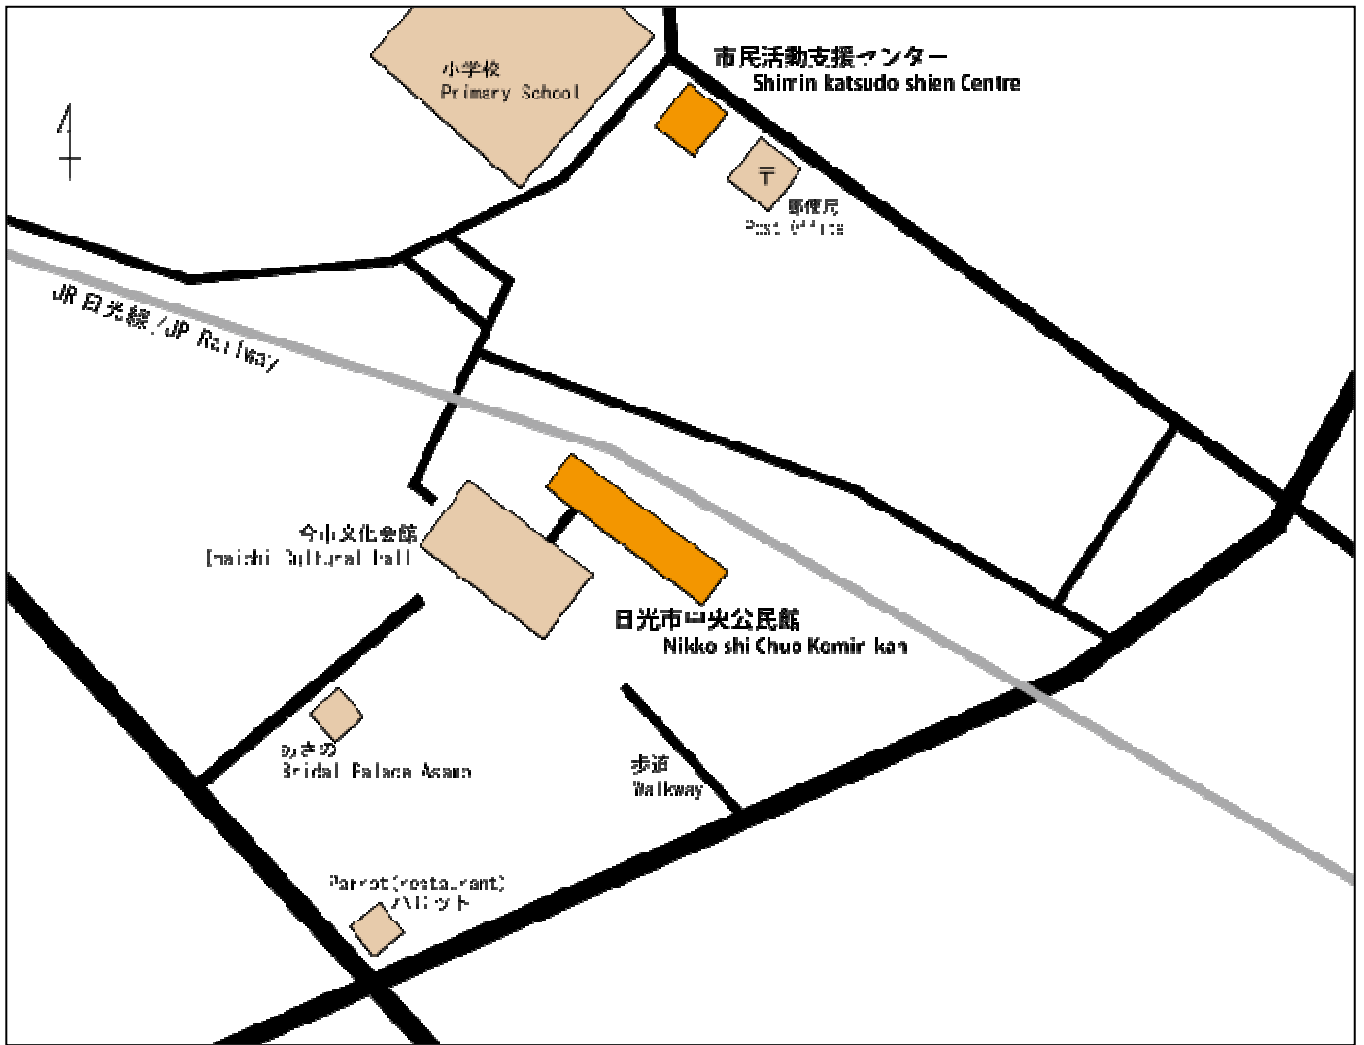 市民活動支援センター
Shimin katsudo shien Centre
小学校
Primary School
〒
郵便局
Post Office
JR 日光線/JP Railway
今市文化会館
Imaichi Cultural hall
日光市中央公民館
Nikko shi Chuo Komin kan
あさの
Bridal Palace Asano
歩道
Walkway
Parrot(restaurant)
パロット